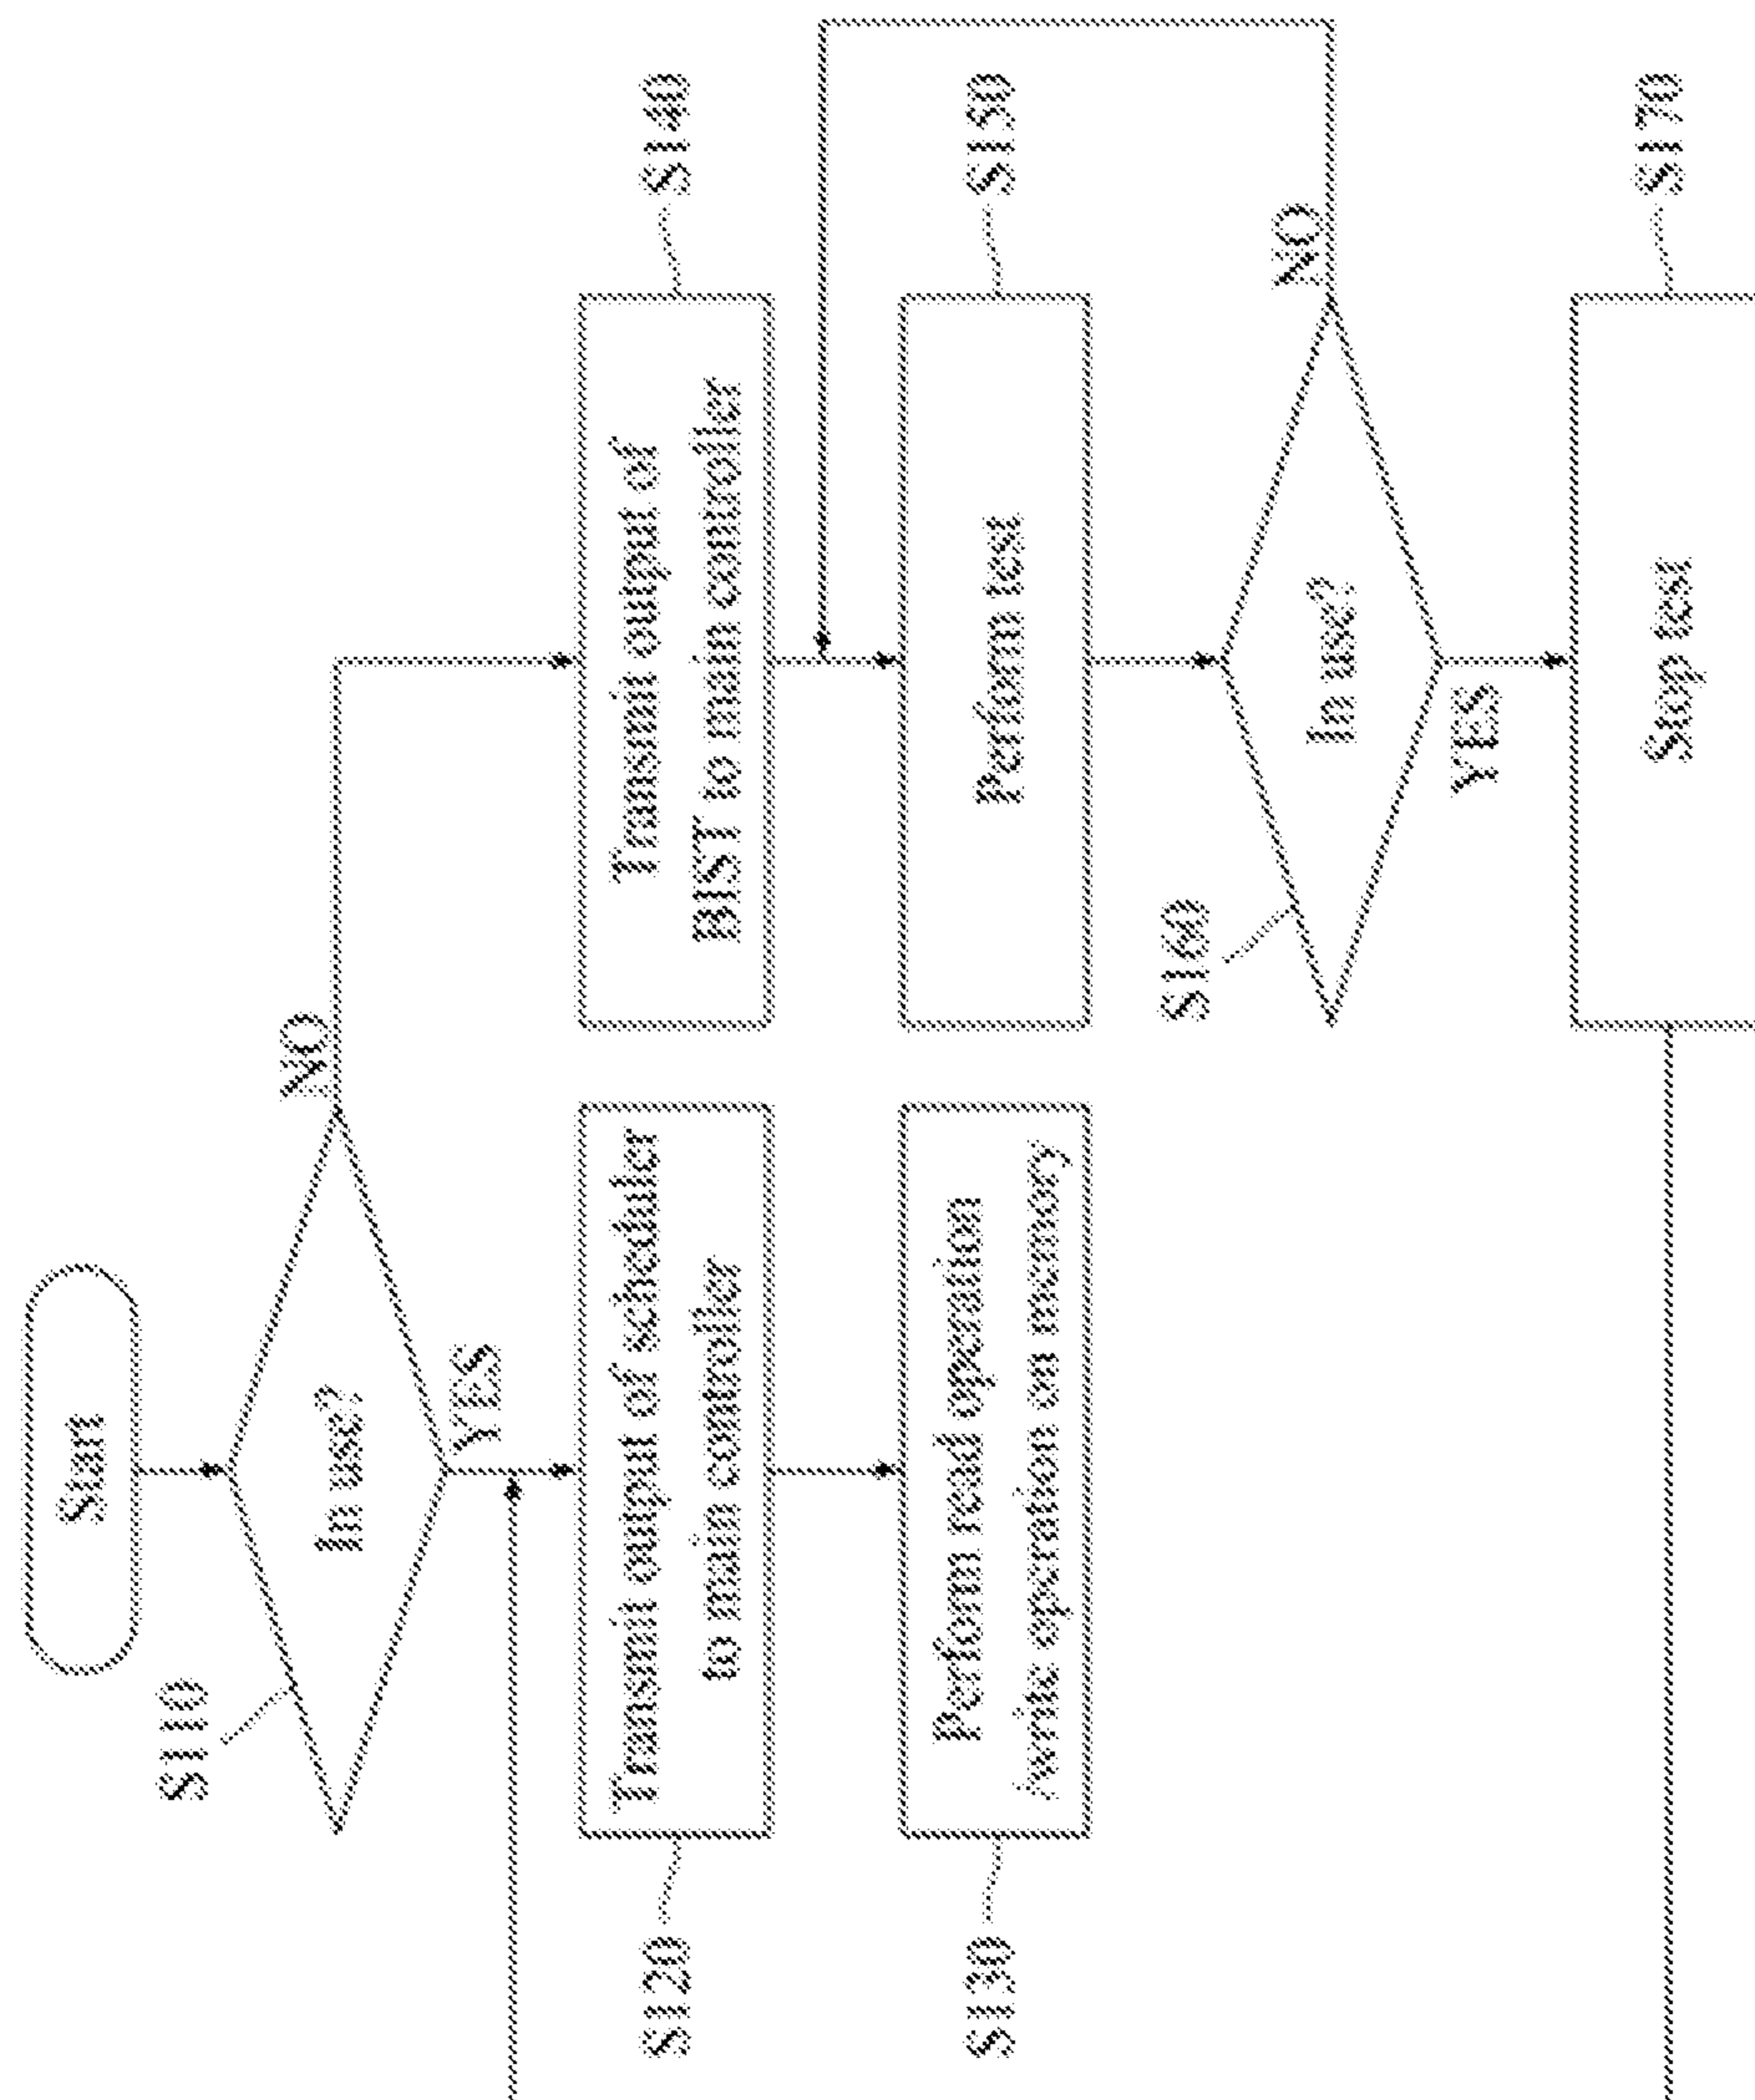 Start
S110
In use?
NO
YES
S120
Transmit output of scheduler
to main controller
S130
Perform read operation
/write operation on memory
Transmit output of
BIST to main controller
S140
Perform test
S150
S160
In use?
NO
YES
Stop test
S170